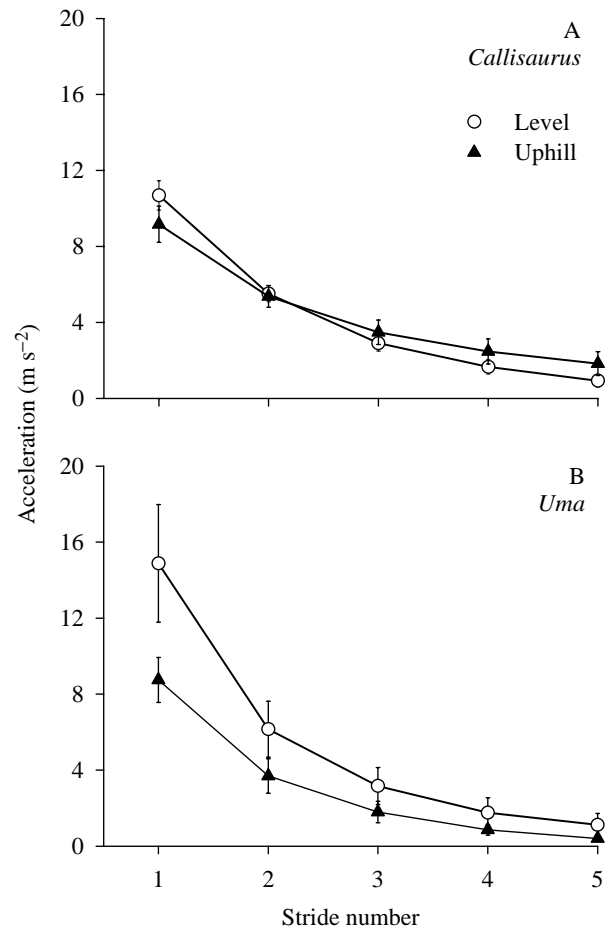 A
Callisaurus
Level
Uphill
20
16
12
8
4
0
B
Uma
20
16
12
8
4
0
Acceleration (m s⁻²)
1 2 3 4 5
Stride number